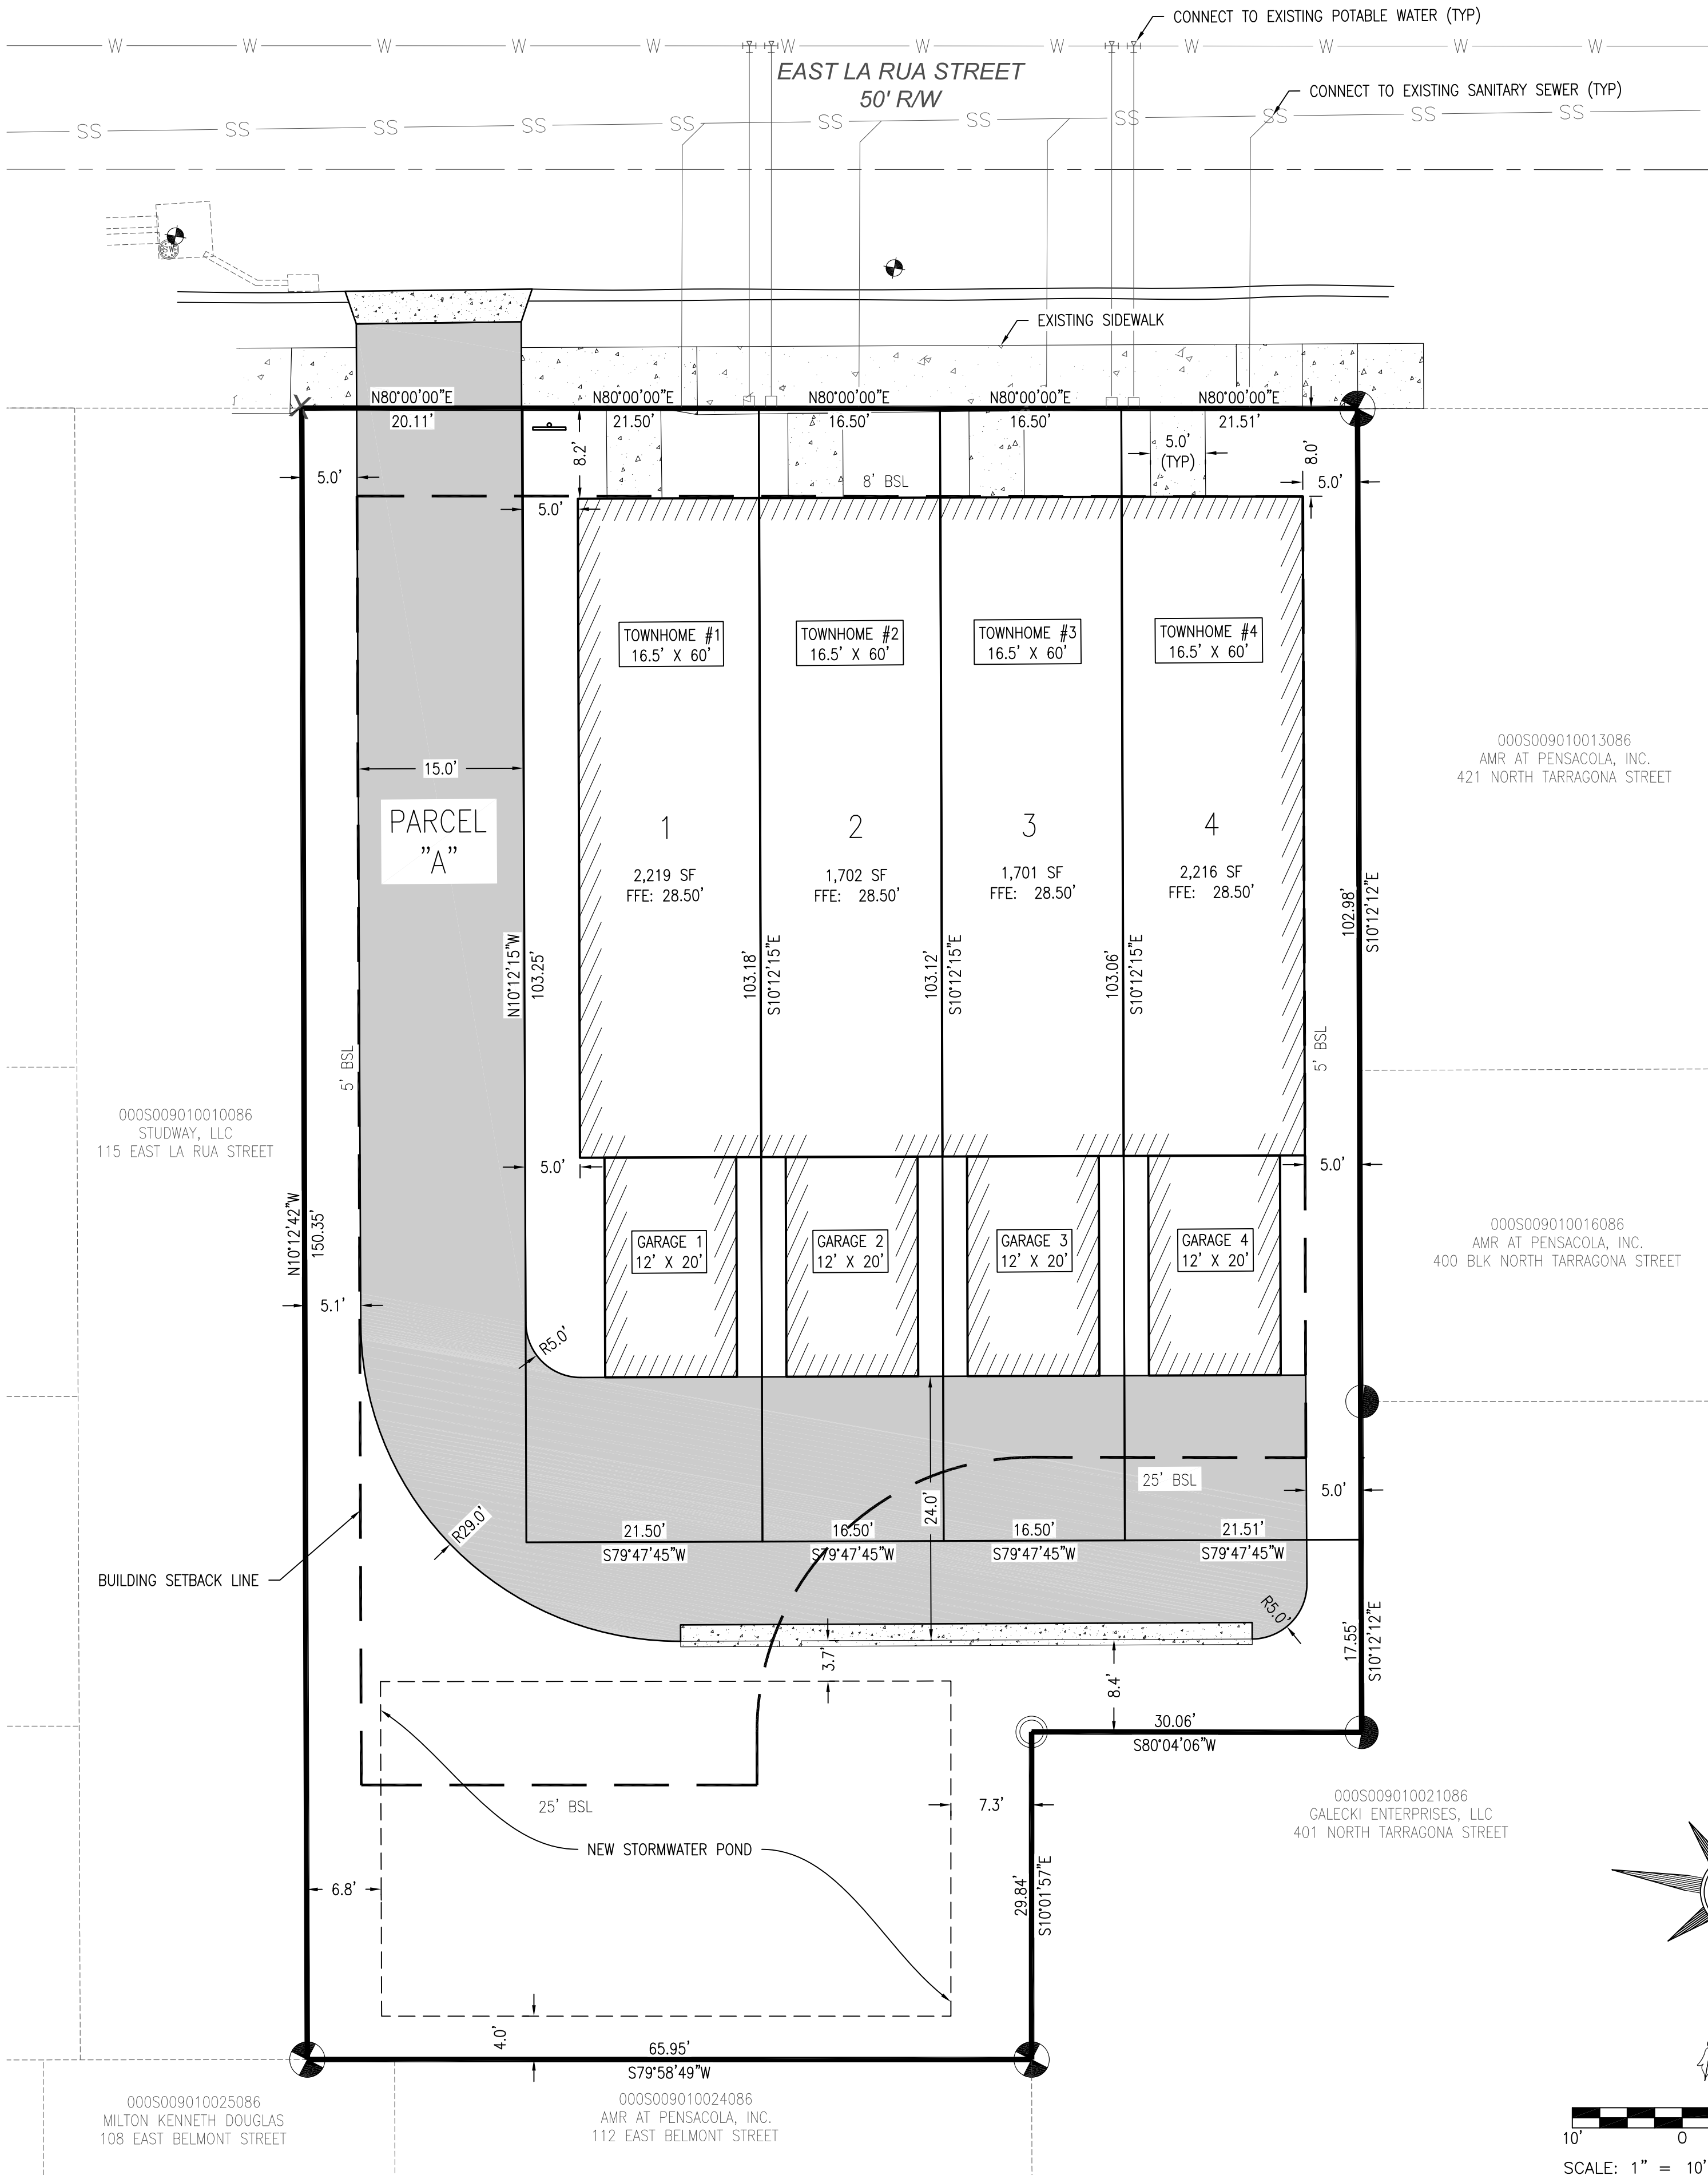 CONNECT TO EXISTING POTABLE WATER (TYP)
W W W W W W W W W W W W
EAST LA RUA STREET
50' R/W
CONNECT TO EXISTING SANITARY SEWER (TYP)
SS SS SS SS SS SS SS SS SS SS SS
SW
EXISTING SIDEWALK
N80°00'00"E
20.11'
N80°00'00"E
21.50'
N80°00'00"E
16.50'
N80°00'00"E
16.50'
N80°00'00"E
21.51'
5.0'
8.2'
5.0'
8' BSL
5.0'
(TYP)
8.0'
5.0'
TOWNHOME #1
16.5' X 60'
TOWNHOME #2
16.5' X 60'
TOWNHOME #3
16.5' X 60'
TOWNHOME #4
16.5' X 60'
15.0'
PARCEL
"A"
1
2,219 SF
FFE: 28.50'
2
1,702 SF
FFE: 28.50'
3
1,701 SF
FFE: 28.50'
4
2,216 SF
FFE: 28.50'
000S009010013086
AMR AT PENSACOLA, INC.
421 NORTH TARRAGONA STREET
N10°12'15"W
103.25'
103.18'
S10°12'15"E
103.12'
S10°12'15"E
103.06'
S10°12'15"E
102.98'
S10°12'12"E
5' BSL
5' BSL
000S009010010086
STUDWAY, LLC
115 EAST LA RUA STREET
5.0'
5.0'
N10°12'42"W
150.35'
GARAGE 1
12' X 20'
GARAGE 2
12' X 20'
GARAGE 3
12' X 20'
GARAGE 4
12' X 20'
000S009010016086
AMR AT PENSACOLA, INC.
400 BLK NORTH TARRAGONA STREET
5.1'
R5.0'
25' BSL
5.0'
24.0'
R29.0'
21.50'
S79°47'45"W
16.50'
S79°47'45"W
16.50'
S79°47'45"W
21.51'
S79°47'45"W
BUILDING SETBACK LINE
R5.0'
17.55'
S10°12'12"E
3.7'
8.4'
30.06'
S80°04'06"W
25' BSL
7.3'
000S009010021086
GALECKI ENTERPRISES, LLC
401 NORTH TARRAGONA STREET
NEW STORMWATER POND
6.8'
29.84'
S10°01'57"E
4.0'
65.95'
S79°58'49"W
000S009010025086
MILTON KENNETH DOUGLAS
108 EAST BELMONT STREET
000S009010024086
AMR AT PENSACOLA, INC.
112 EAST BELMONT STREET
10' 0
SCALE: 1" = 10'